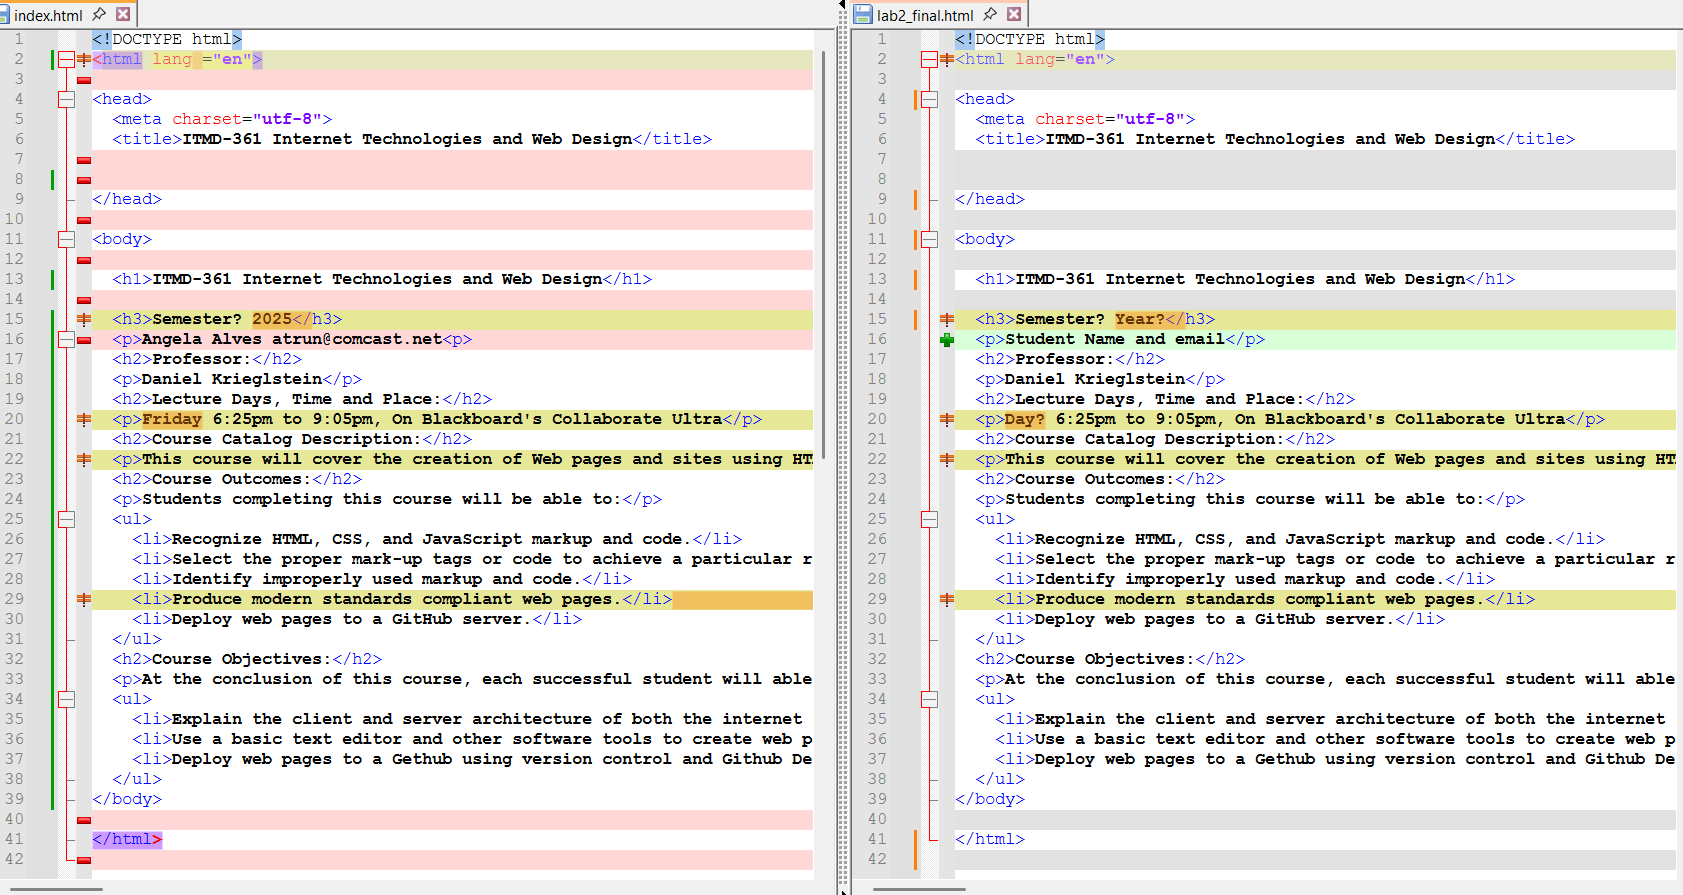 index.html
1 <!DOCTYPE html>
2 <html lang ="en">
3
4 <head>
5 <meta charset="utf-8">
6 <title>ITMD-361 Internet Technologies and Web Design</title>
7
8
9 </head>
10
11 <body>
12
13 <h1>ITMD-361 Internet Technologies and Web Design</h1>
14
15 <h3>Semester? 2025</h3>
16 <p>Angela Alves atrun@comcast.net<p>
17 <h2>Professor:</h2>
18 <p>Daniel Krieglstein</p>
19 <h2>Lecture Days, Time and Place:</h2>
20 <p>Friday 6:25pm to 9:05pm, On Blackboard's Collaborate Ultra</p>
21 <h2>Course Catalog Description:</h2>
22 <p>This course will cover the creation of Web pages and sites using HT
23 <h2>Course Outcomes:</h2>
24 <p>Students completing this course will be able to:</p>
25 <ul>
26 <li>Recognize HTML, CSS, and JavaScript markup and code.</li>
27 <li>Select the proper mark-up tags or code to achieve a particular r
28 <li>Identify improperly used markup and code.</li>
29 <li>Produce modern standards compliant web pages.</li>
30 <li>Deploy web pages to a GitHub server.</li>
31 </ul>
32 <h2>Course Objectives:</h2>
33 <p>At the conclusion of this course, each successful student will able
34 <ul>
35 <li>Explain the client and server architecture of both the internet
36 <li>Use a basic text editor and other software tools to create web p
37 <li>Deploy web pages to a Gethub using version control and Github De
38 </ul>
39 </body>
40
41 </html>
42
lab2_final.html
1 <!DOCTYPE html>
2 <html lang="en">
3
4 <head>
5 <meta charset="utf-8">
6 <title>ITMD-361 Internet Technologies and Web Design</title>
7
8
9 </head>
10
11 <body>
12
13 <h1>ITMD-361 Internet Technologies and Web Design</h1>
14
15 <h3>Semester? Year?</h3>
16 <p>Student Name and email</p>
17 <h2>Professor:</h2>
18 <p>Daniel Krieglstein</p>
19 <h2>Lecture Days, Time and Place:</h2>
20 <p>Day? 6:25pm to 9:05pm, On Blackboard's Collaborate Ultra</p>
21 <h2>Course Catalog Description:</h2>
22 <p>This course will cover the creation of Web pages and sites using HT
23 <h2>Course Outcomes:</h2>
24 <p>Students completing this course will be able to:</p>
25 <ul>
26 <li>Recognize HTML, CSS, and JavaScript markup and code.</li>
27 <li>Select the proper mark-up tags or code to achieve a particular r
28 <li>Identify improperly used markup and code.</li>
29 <li>Produce modern standards compliant web pages.</li>
30 <li>Deploy web pages to a GitHub server.</li>
31 </ul>
32 <h2>Course Objectives:</h2>
33 <p>At the conclusion of this course, each successful student will able
34 <ul>
35 <li>Explain the client and server architecture of both the internet
36 <li>Use a basic text editor and other software tools to create web p
37 <li>Deploy web pages to a Gethub using version control and Github De
38 </ul>
39 </body>
40
41 </html>
42